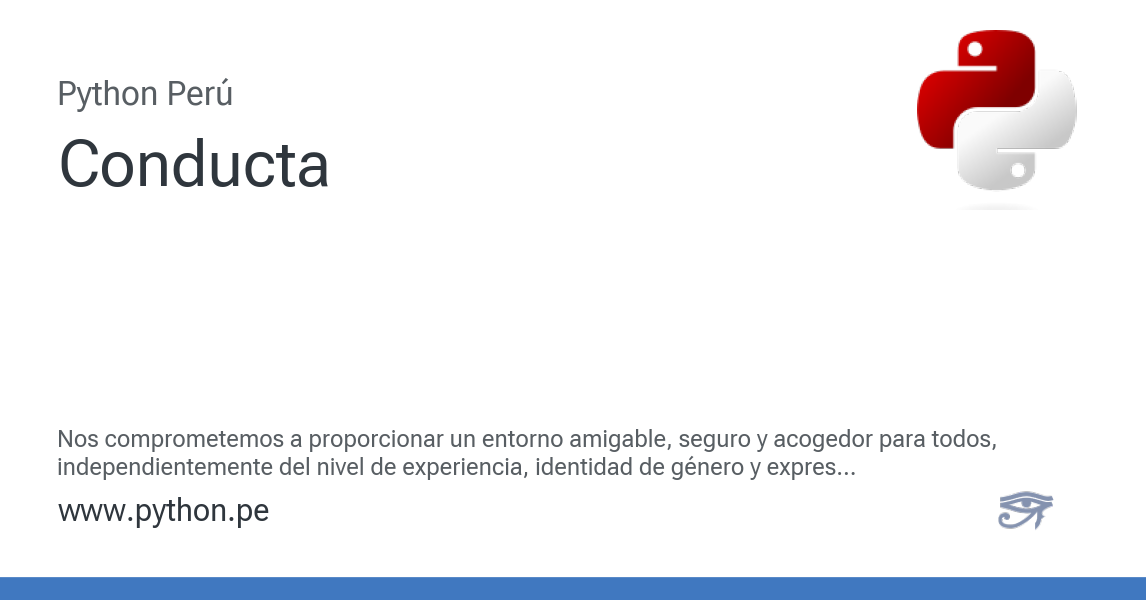 Python Perú
Conducta
Nos comprometemos a proporcionar un entorno amigable, seguro y acogedor para todos,
independientemente del nivel de experiencia, identidad de género y expres...
www.python.pe